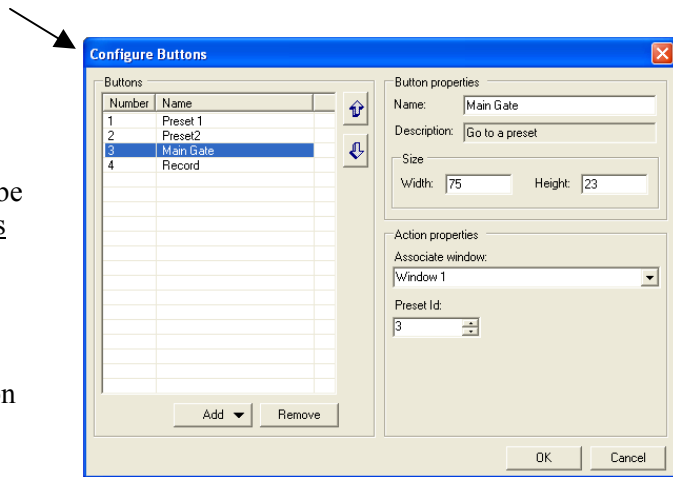 Configure Buttons
be
s
n
Buttons
Number Name
1 Preset 1
2 Preset2
3 Main Gate
4 Record
Add Remove
Button properties
Name: Main Gate
Description: Go to a preset
Size
Width: 75 Height: 23
Action properties
Associate window:
Window 1
Preset Id:
3
OK Cancel